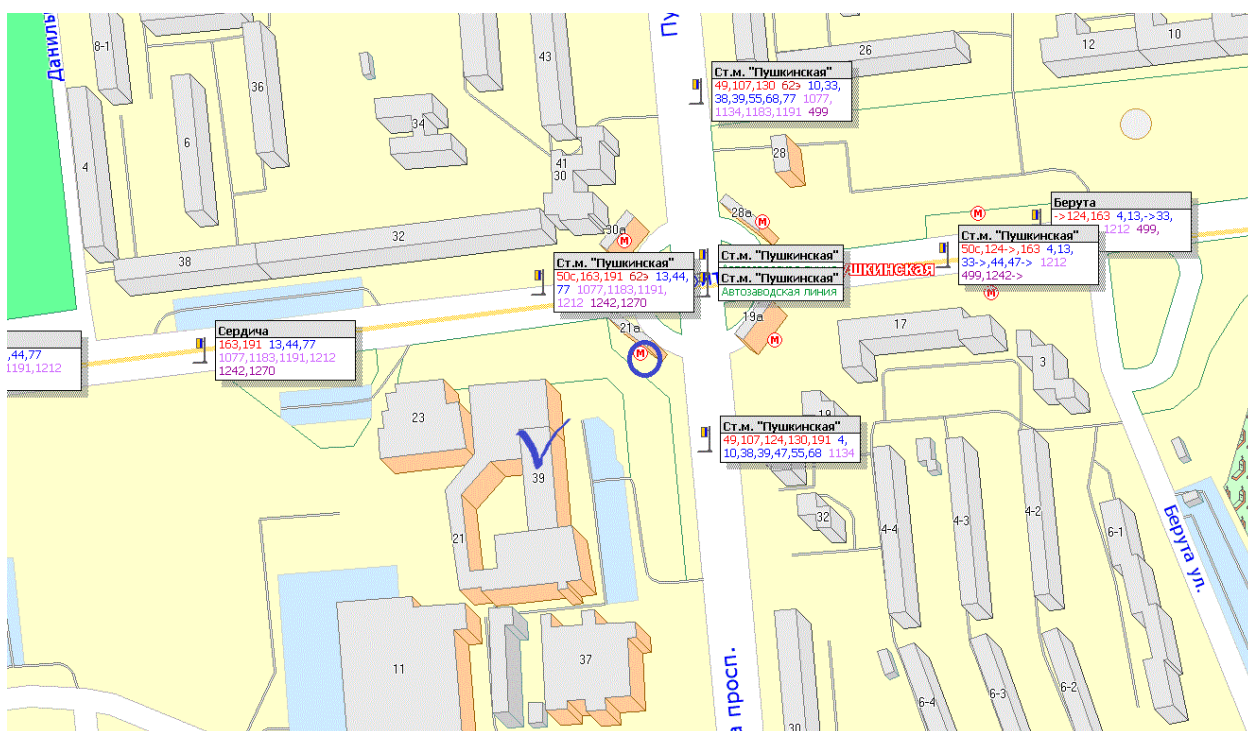 Данилы
8-1
36
43
34
4
6
41
30
30а
32
38
26
12
10
28
28а
Ст.м. "Пушкинская"
49,107,130 62э 10,33,
38,39,55,68,77 1077,
1134,1183,1191 499
Берута
->124,163 4,13,->33,
1212 499,
Ст.м. "Пушкинская"
50с,124->,163 4,13,
33->,44,47-> 1212
499,1242->
Ст.м. "Пушкинская"
50с,163,191 62э 13,44,
77 1077,1183,1191,
1212 1242,1270
Ст.м. "Пушкинская"
Ст.м. "Пушкинская"
Автозаводская линия
ушкинская
М
М
М
М
М
М
Сердича
163,191 13,44,77
1077,1183,1191,1212
1242,1270
,44,77
1191,1212
21а
19а
17
3
23
39
21
11
37
19
Ст.м. "Пушкинская"
49,107,124,130,191 4,
10,38,39,47,55,68 1134
32
4-4
4-3
4-2
6-1
6-4
6-3
6-2
30
Берута ул.
а просп.
Пу